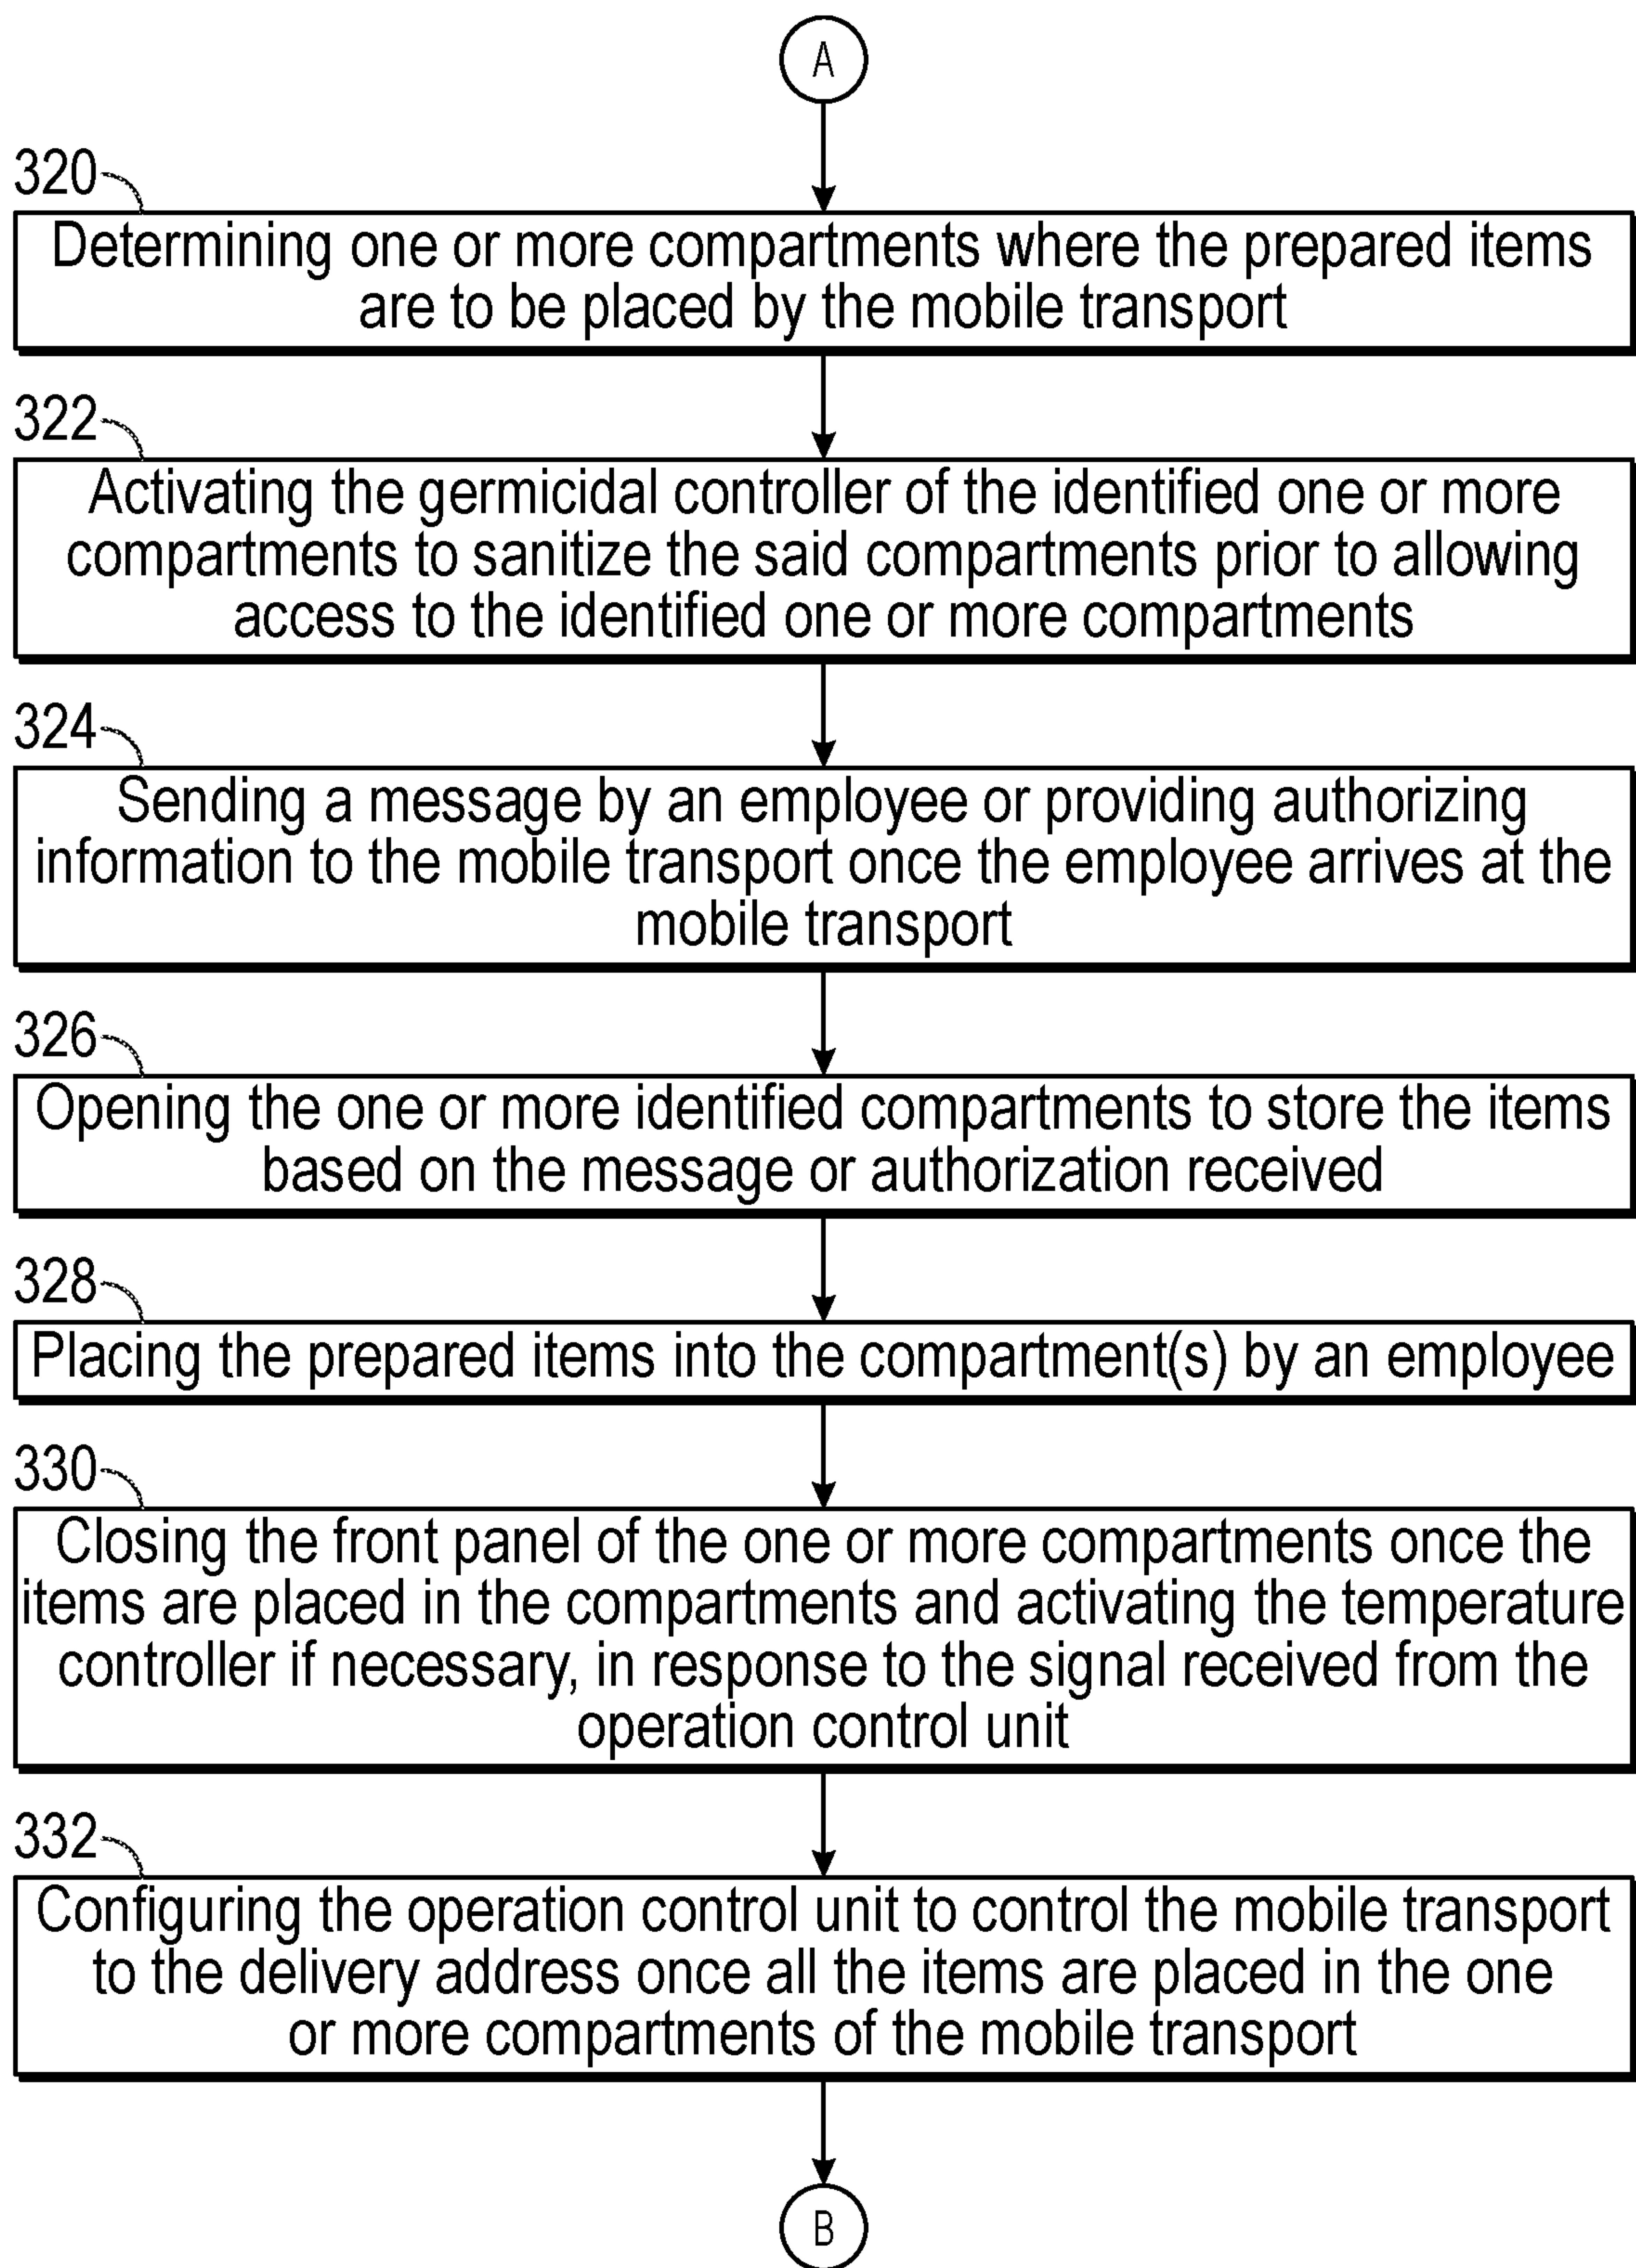 A
320
Determining one or more compartments where the prepared items
are to be placed by the mobile transport
322
Activating the germicidal controller of the identified one or more
compartments to sanitize the said compartments prior to allowing
access to the identified one or more compartments
324
Sending a message by an employee or providing authorizing
information to the mobile transport once the employee arrives at the
mobile transport
326
Opening the one or more identified compartments to store the items
based on the message or authorization received
328
Placing the prepared items into the compartment(s) by an employee
330
Closing the front panel of the one or more compartments once the
items are placed in the compartments and activating the temperature
controller if necessary, in response to the signal received from the
operation control unit
332
Configuring the operation control unit to control the mobile transport
to the delivery address once all the items are placed in the one
or more compartments of the mobile transport
B